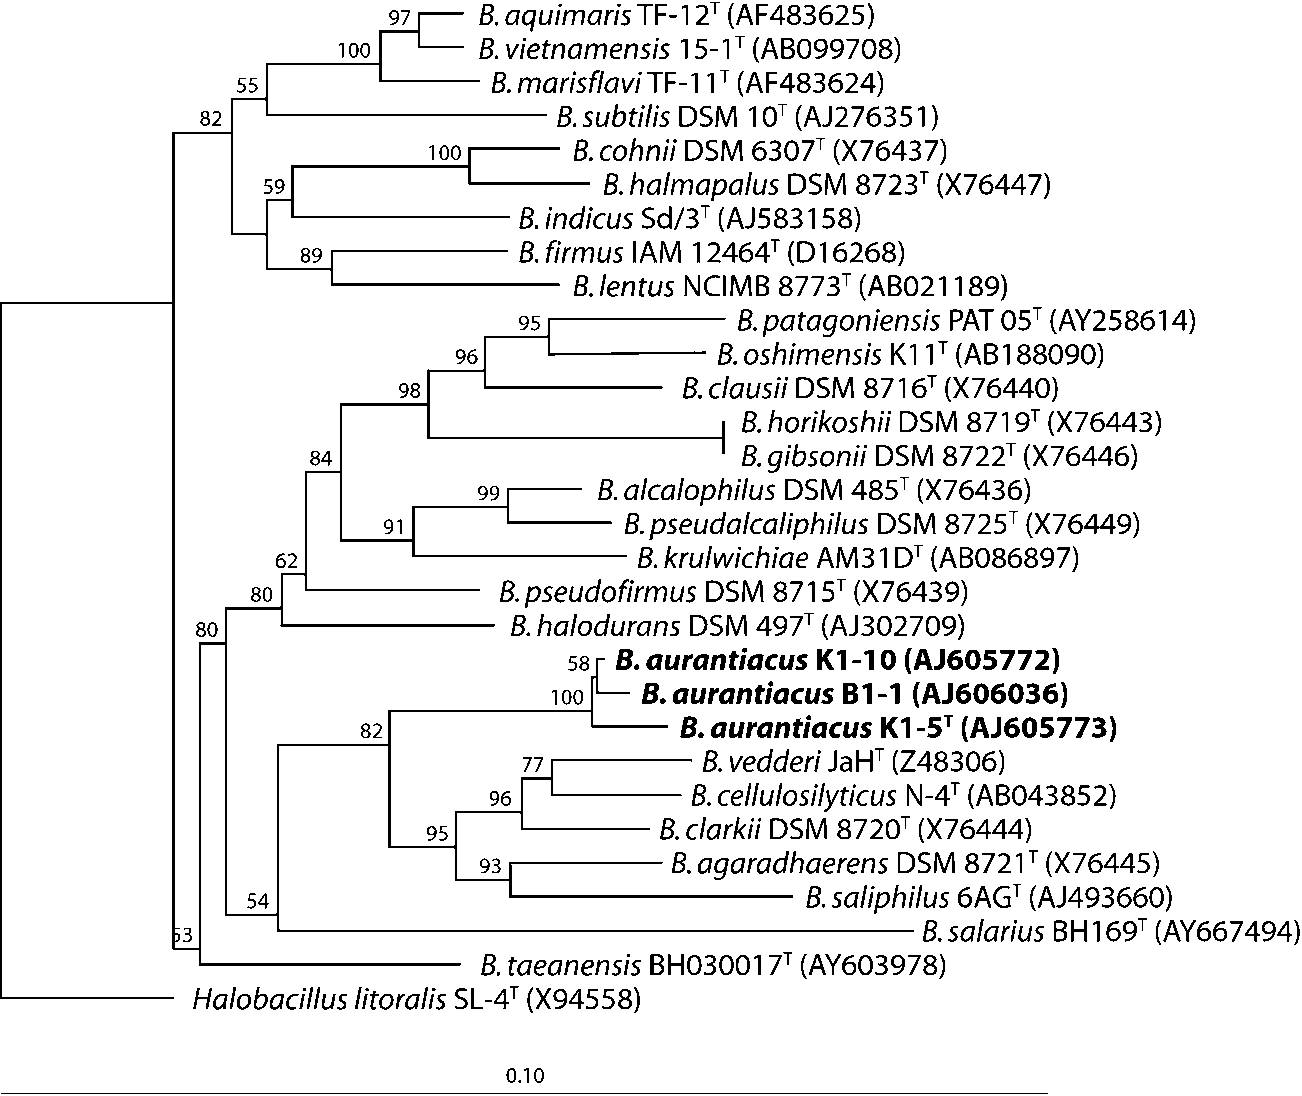 97 B. aquimaris TF-12ᵀ (AF483625)
100 B. vietnamensis 15-1ᵀ (AB099708)
55 B. marisflavi TF-11ᵀ (AF483624)
82 B. subtilis DSM 10ᵀ (AJ276351)
100 B. cohnii DSM 6307ᵀ (X76437)
59 B. halmapalus DSM 8723ᵀ (X76447)
B. indicus Sd/3ᵀ (AJ583158)
89 B. firmus IAM 12464ᵀ (D16268)
B. lentus NCIMB 8773ᵀ (AB021189)
95 B. patagoniensis PAT 05ᵀ (AY258614)
96 B. oshimensis K11ᵀ (AB188090)
98 B. clausii DSM 8716ᵀ (X76440)
B. horikoshii DSM 8719ᵀ (X76443)
84 B. gibsonii DSM 8722ᵀ (X76446)
99 B. alcalophilus DSM 485ᵀ (X76436)
91 B. pseudalcaliphilus DSM 8725ᵀ (X76449)
62 B. krulwichiae AM31Dᵀ (AB086897)
80 B. pseudofirmus DSM 8715ᵀ (X76439)
80 B. halodurans DSM 497ᵀ (AJ302709)
58 B. aurantiacus K1-10 (AJ605772)
100 B. aurantiacus B1-1 (AJ606036)
82 B. aurantiacus K1-5ᵀ (AJ605773)
77 B. vedderi JaHᵀ (Z48306)
96 B. cellulosilyticus N-4ᵀ (AB043852)
95 B. clarkii DSM 8720ᵀ (X76444)
93 B. agaradhaerens DSM 8721ᵀ (X76445)
54 B. saliphilus 6AGᵀ (AJ493660)
53 B. salarius BH169ᵀ (AY667494)
B. taeanensis BH030017ᵀ (AY603978)
Halobacillus litoralis SL-4ᵀ (X94558)
0.10